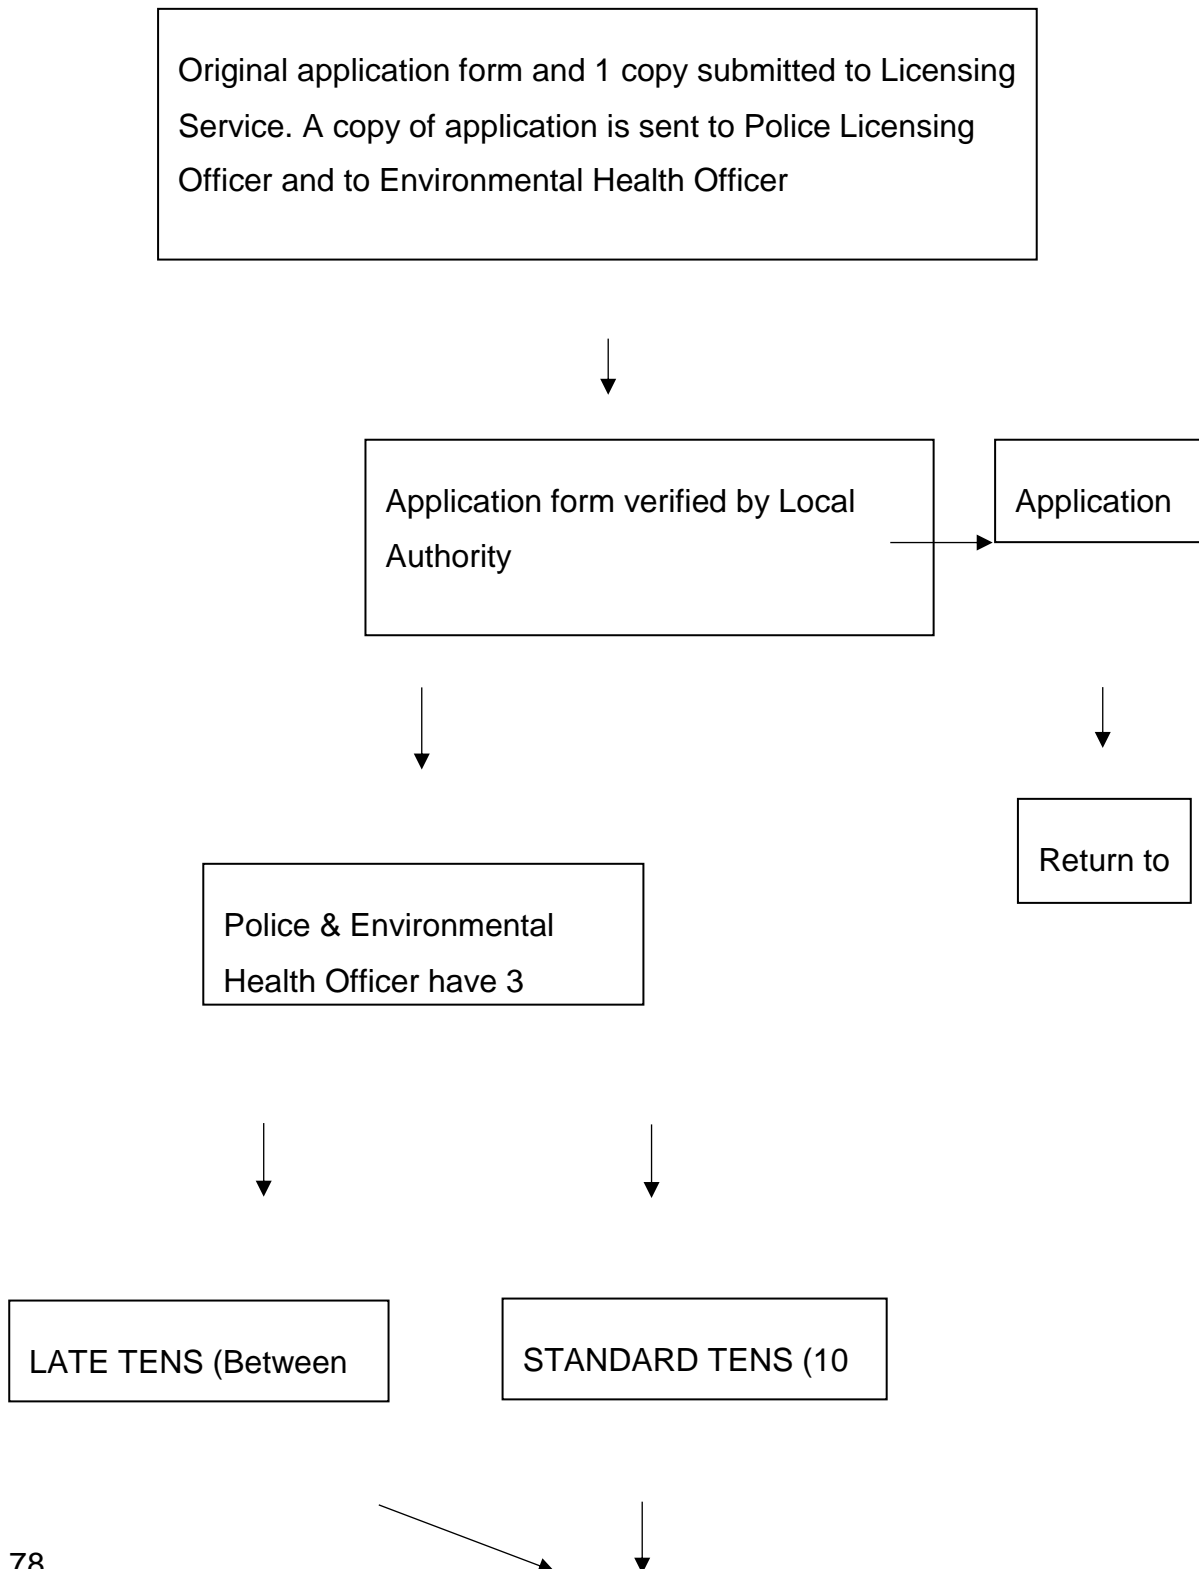 Original application form and 1 copy submitted to Licensing
Service. A copy of application is sent to Police Licensing
Officer and to Environmental Health Officer
Application form verified by Local
Authority
Application
Return to
Police & Environmental
Health Officer have 3
LATE TENS (Between
STANDARD TENS (10
78